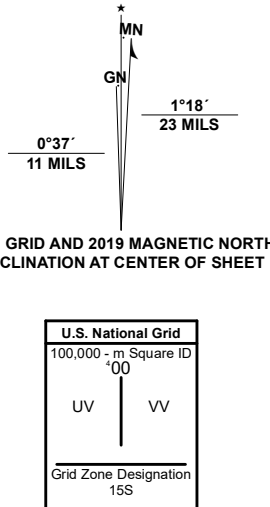 ★
MN
GN
1°18´
23 MILS
0°37´
11 MILS
GRID AND 2019 MAGNETIC NORTH
CLINATION AT CENTER OF SHEET
U.S. National Grid
100,000 - m Square ID
⁴00
UV VV
Grid Zone Designation
15S